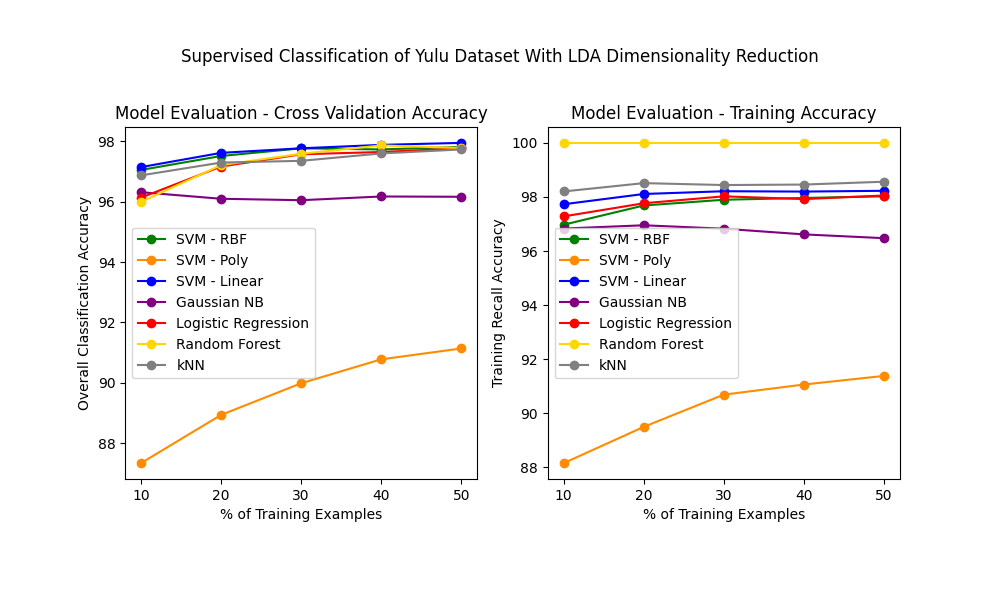 Supervised Classification of Yulu Dataset With LDA Dimensionality Reduction
Model Evaluation - Cross Validation Accuracy
Overall Classification Accuracy
98
96
94
92
90
88
SVM - RBF
SVM - Poly
SVM - Linear
Gaussian NB
Logistic Regression
Random Forest
kNN
10 20 30 40 50
% of Training Examples
Model Evaluation - Training Accuracy
Training Recall Accuracy
100
98
96
94
92
90
88
SVM - RBF
SVM - Poly
SVM - Linear
Gaussian NB
Logistic Regression
Random Forest
kNN
10 20 30 40 50
% of Training Examples